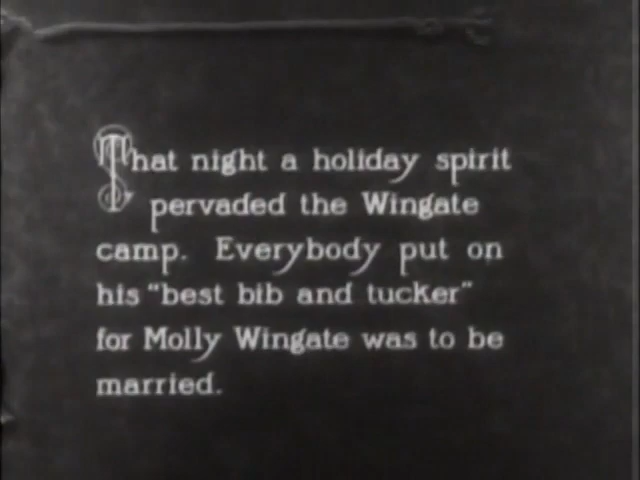 That night a holiday spirit
pervaded the Wingate
camp. Everybody put on
his "best bib and tucker"
for Molly Wingate was to be
married.